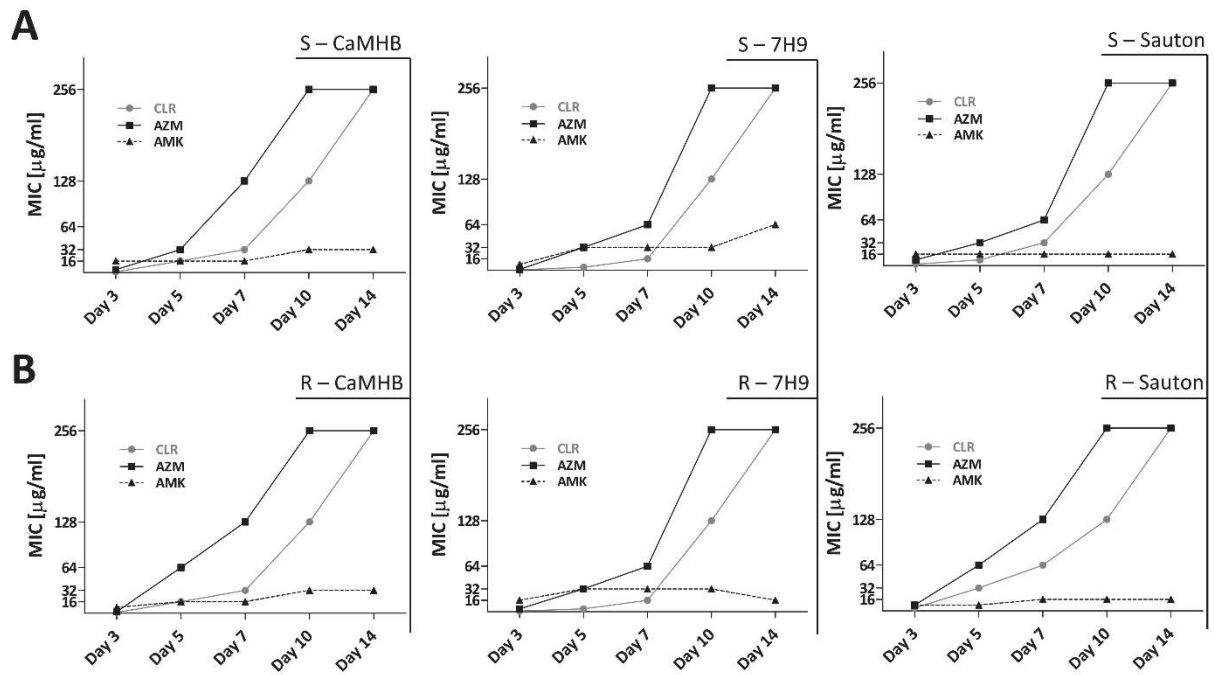 A
S – CaMHB
MIC [µg/ml]
256
128
64
32
16
CLR
AZM
AMK
Day 3
Day 5
Day 7
Day 10
Day 14
S – 7H9
MIC [µg/ml]
256
128
64
32
16
CLR
AZM
AMK
Day 3
Day 5
Day 7
Day 10
Day 14
S – Sauton
MIC [µg/ml]
256
128
64
32
16
CLR
AZM
AMK
Day 3
Day 5
Day 7
Day 10
Day 14
B
R – CaMHB
MIC [µg/ml]
256
128
64
32
16
CLR
AZM
AMK
Day 3
Day 5
Day 7
Day 10
Day 14
R – 7H9
MIC [µg/ml]
256
128
64
32
16
CLR
AZM
AMK
Day 3
Day 5
Day 7
Day 10
Day 14
R – Sauton
MIC [µg/ml]
256
128
64
32
16
CLR
AZM
AMK
Day 3
Day 5
Day 7
Day 10
Day 14